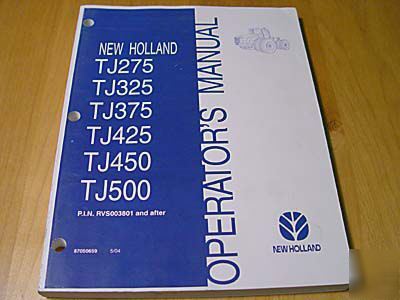 NEW HOLLAND
TJ275
TJ325
TJ375
TJ425
TJ450
TJ500
P.I.N. RVS003801 and after
87050659 5/04
OPERATOR'S MANUAL
NEW HOLLAND